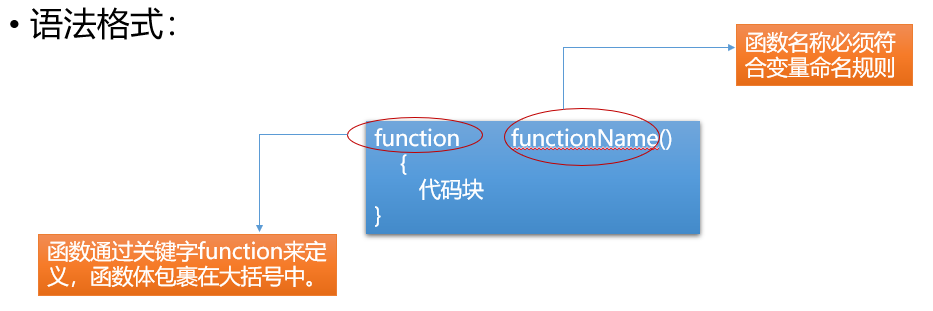 • 语法格式：
函数名称必须符
合变量命名规则
function functionName()
{
代码块
}
函数通过关键字function来定
义，函数体包裹在大括号中。